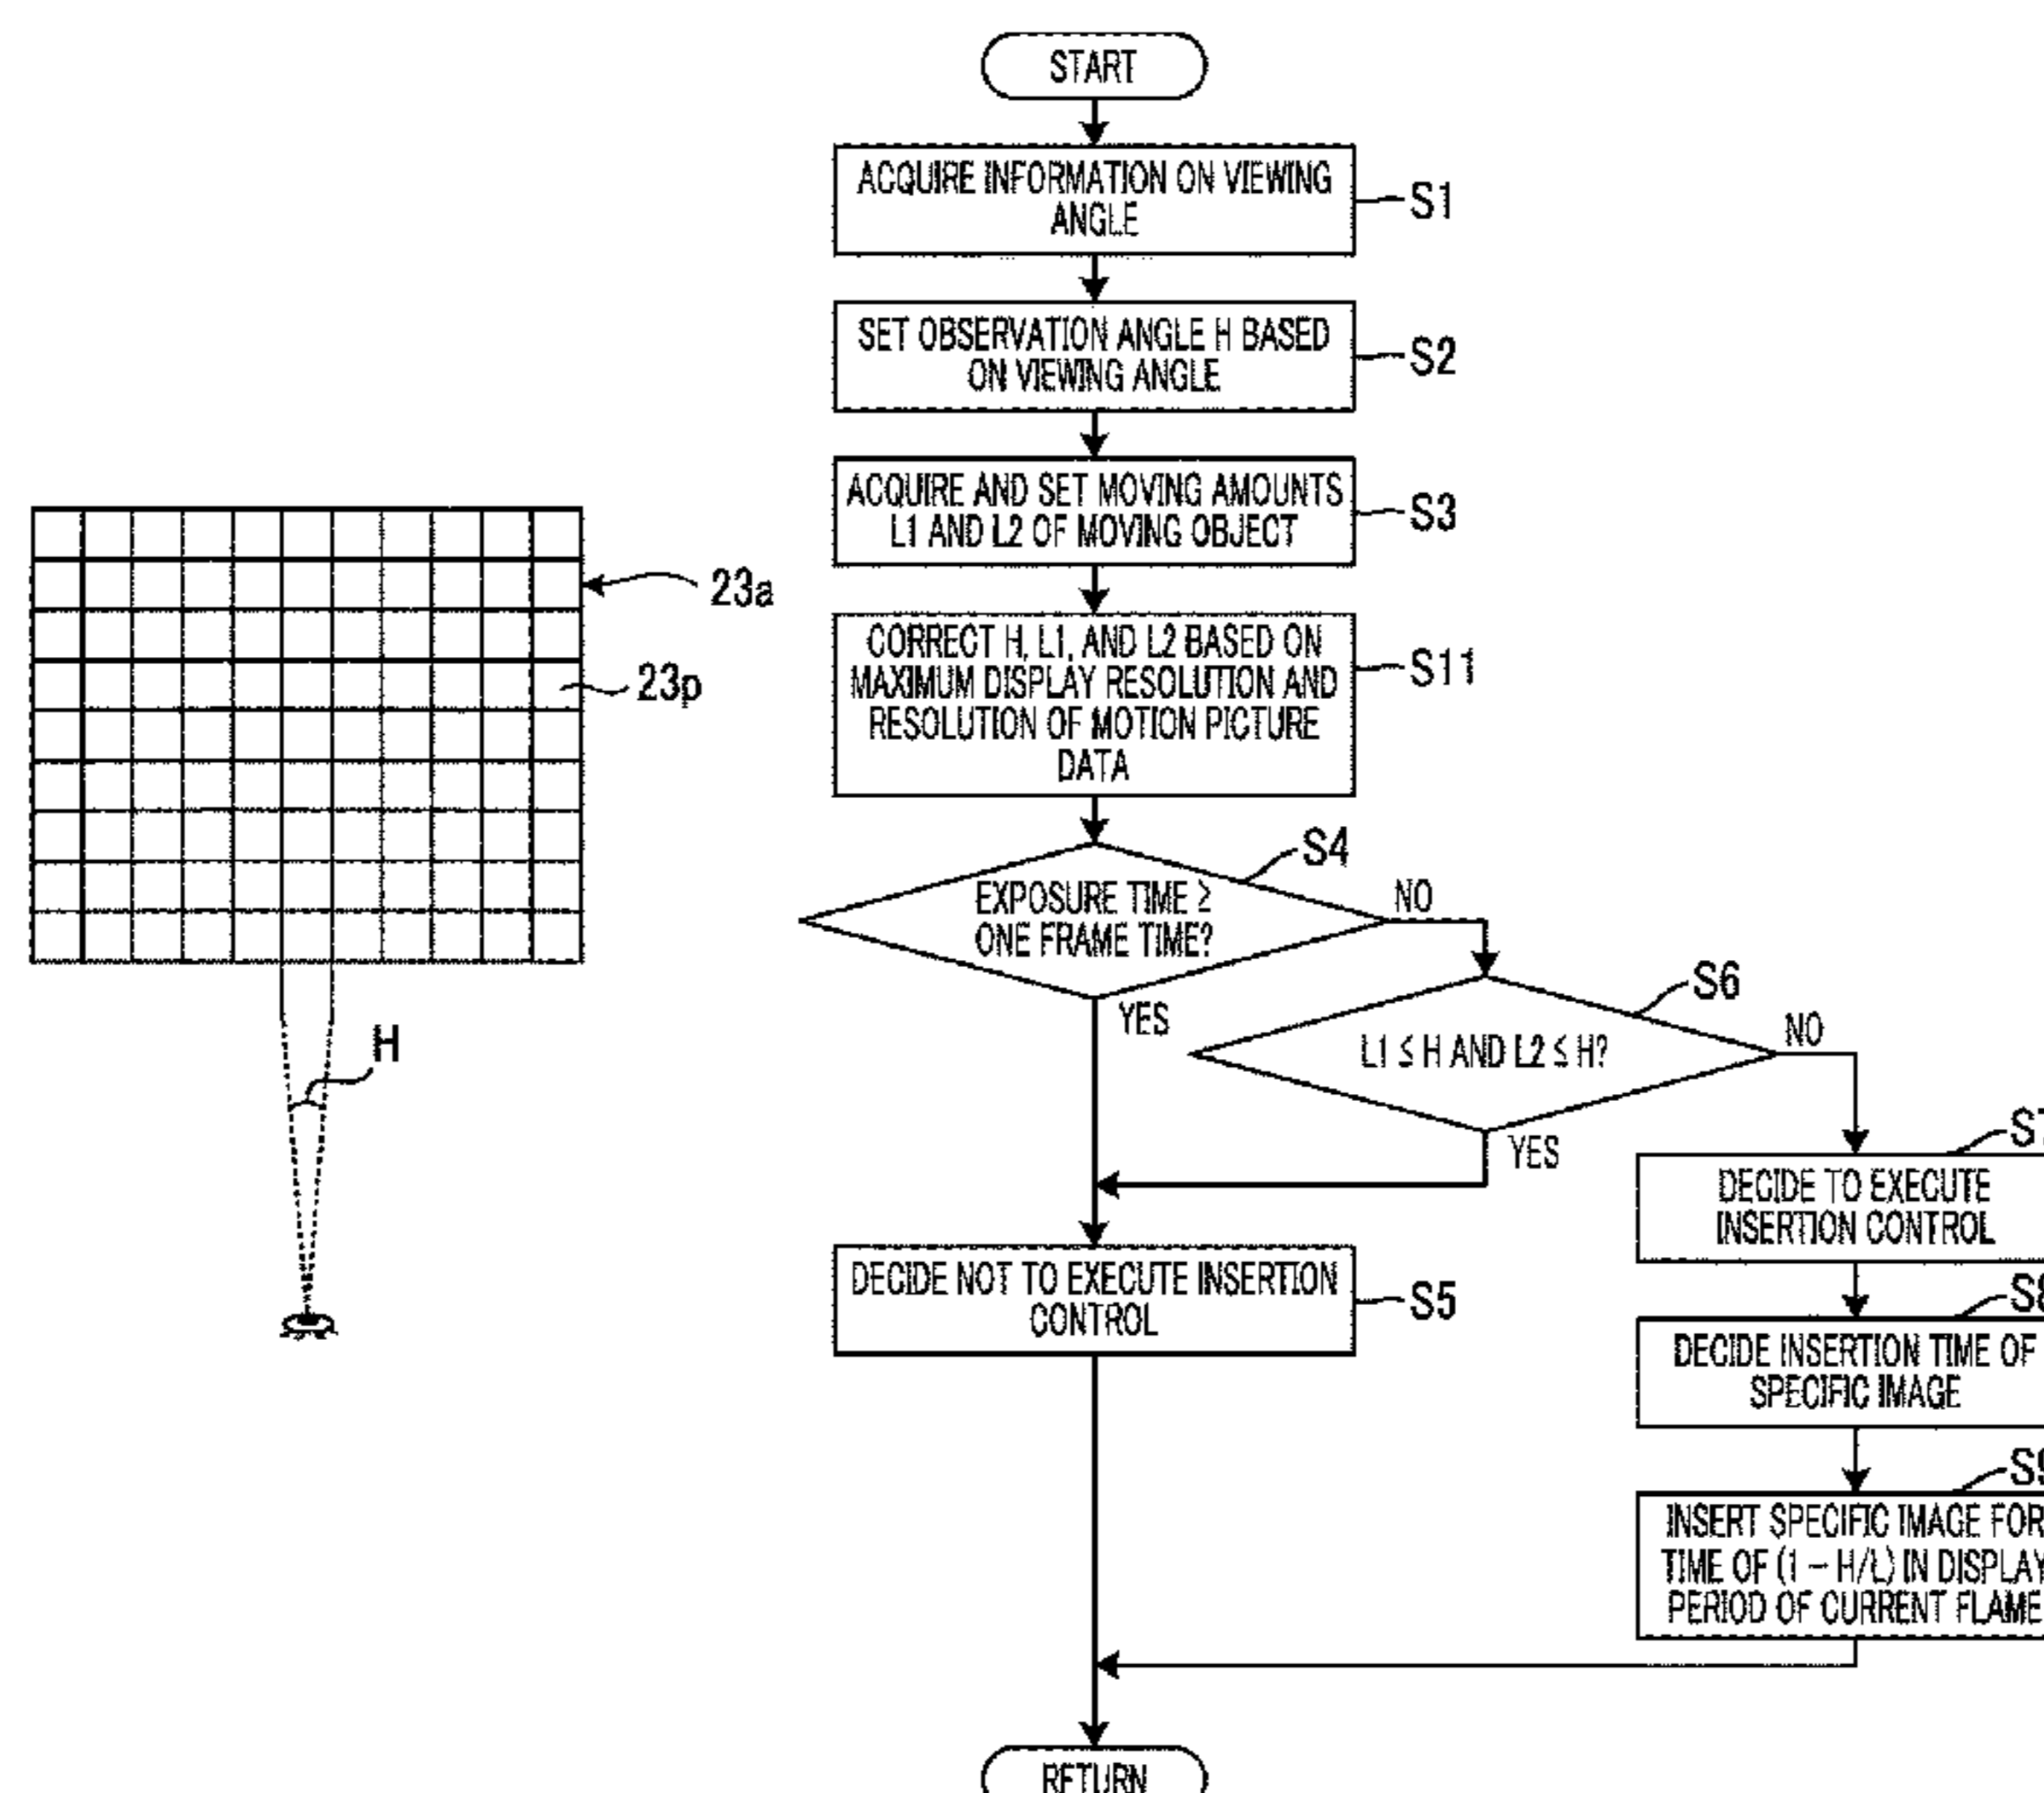 START
ACQUIRE INFORMATION ON VIEWING
ANGLE
S1
SET OBSERVATION ANGLE H BASED
ON VIEWING ANGLE
S2
ACQUIRE AND SET MOVING AMOUNTS
L1 AND L2 OF MOVING OBJECT
S3
23a
CORRECT H, L1, AND L2 BASED ON
MAXIMUM DISPLAY RESOLUTION AND
RESOLUTION OF MOTION PICTURE
DATA
S11
23p
S4
EXPOSURE TIME ≥
ONE FRAME TIME?
NO
YES
S6
L1 ≤ H AND L2 ≤ H?
NO
YES
H
DECIDE TO EXECUTE
INSERTION CONTROL
DECIDE NOT TO EXECUTE INSERTION
CONTROL
S5
DECIDE INSERTION TIME OF
SPECIFIC IMAGE
INSERT SPECIFIC IMAGE FOR
TIME OF (1 – H/L) IN DISPLAY
PERIOD OF CURRENT FLAME
RETURN